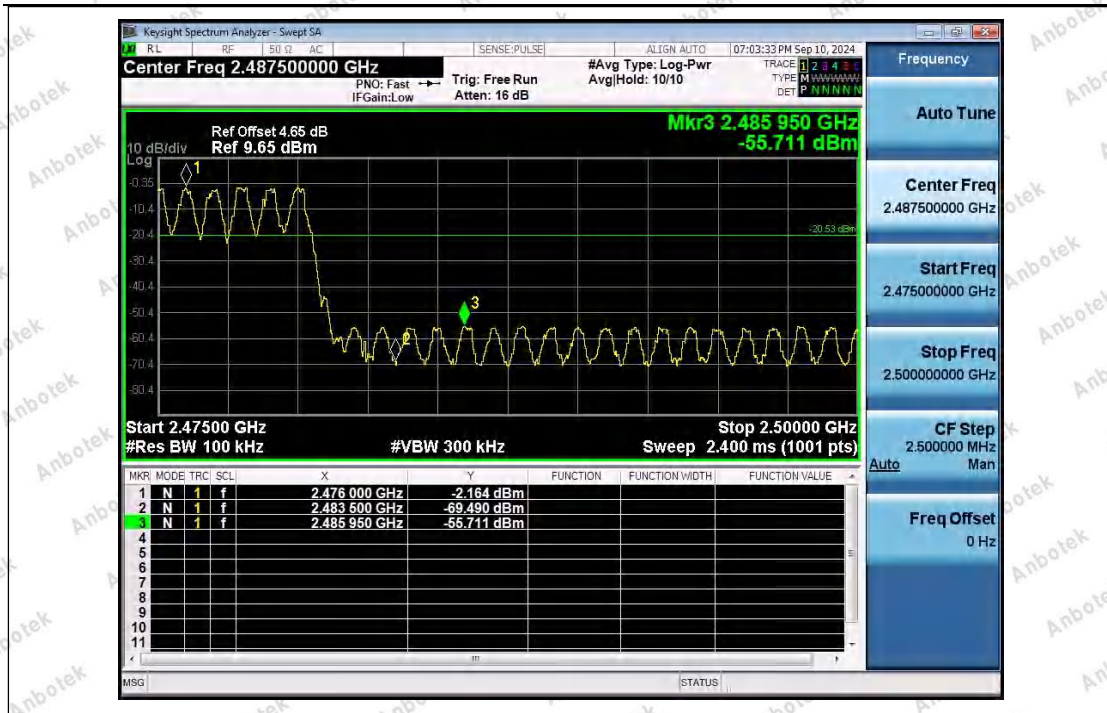 Keysight Spectrum Analyzer - Swept SA
RL RF 50 Ω AC SENSE:PULSE ALIGN AUTO 07:03:33 PM Sep 10, 2024
Center Freq 2.487500000 GHz
PNO: Fast
IFGain:Low
Trig: Free Run
Atten: 16 dB
#Avg Type: Log-Pwr
Avg|Hold: 10/10
TRACE 1 2 3 4 5 6
TYPE M W W W W W
DET P N N N N N
Mkr3 2.485 950 GHz
-55.711 dBm
Ref Offset 4.65 dB
10 dB/div Ref 9.65 dBm
Log
1
-0.35
-10.4
-20.4
-20.53 dBm
-30.4
-40.4
-50.4
3
-60.4
2
-70.4
-80.4
Start 2.47500 GHz Stop 2.50000 GHz
#Res BW 100 kHz #VBW 300 kHz Sweep 2.400 ms (1001 pts)
MKR MODE TRC SCL X Y FUNCTION FUNCTION WIDTH FUNCTION VALUE
1 N 1 f 2.476 000 GHz -2.164 dBm
2 N 1 f 2.483 500 GHz -69.490 dBm
3 N 1 f 2.485 950 GHz -55.711 dBm
4
5
6
7
8
9
10
11
MSG STATUS
Frequency
Auto Tune
Center Freq
2.487500000 GHz
Start Freq
2.475000000 GHz
Stop Freq
2.500000000 GHz
CF Step
2.500000 MHz
Auto Man
Freq Offset
0 Hz
Anbotek